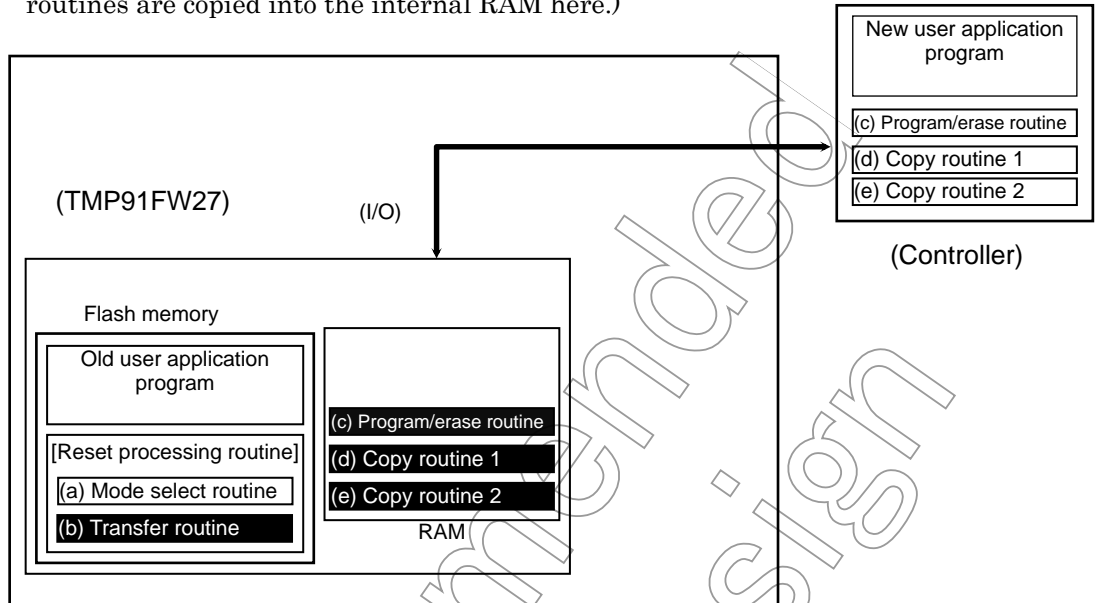 routines are copied into the internal RAM here.)
New user application
program
(c) Program/erase routine
(d) Copy routine 1
(e) Copy routine 2
(Controller)
(TMP91FW27)
(I/O)
Flash memory
Old user application
program
[Reset processing routine]
(a) Mode select routine
(b) Transfer routine
(c) Program/erase routine
(d) Copy routine 1
(e) Copy routine 2
RAM
mended
sign